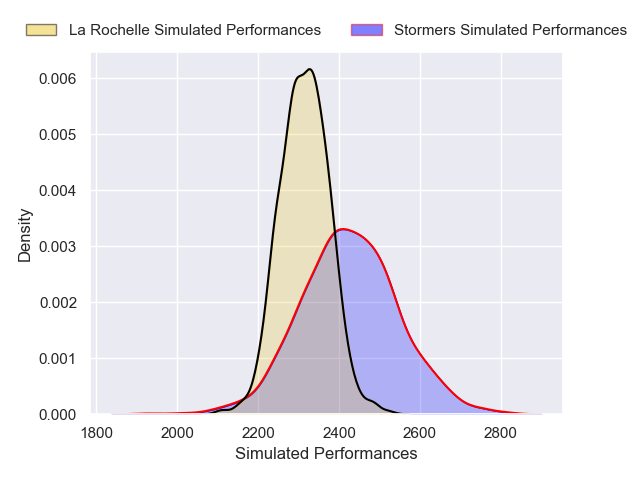 La Rochelle Simulated Performances Stormers Simulated Performances
0.006
0.005
0.004
0.003
0.002
0.001
0.000
Density
1800 2000 2200 2400 2600 2800
Simulated Performances